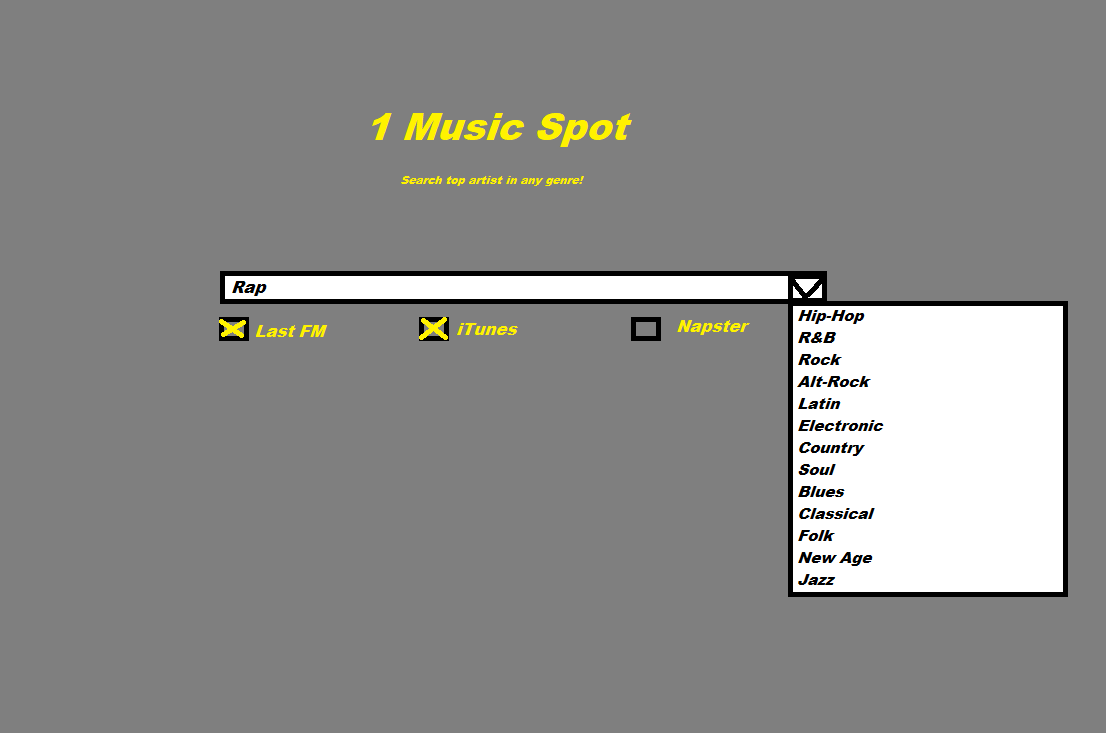 1 Music Spot
Search top artist in any genre!
Rap
Last FM iTunes Napster
Hip-Hop
R&B
Rock
Alt-Rock
Latin
Electronic
Country
Soul
Blues
Classical
Folk
New Age
Jazz